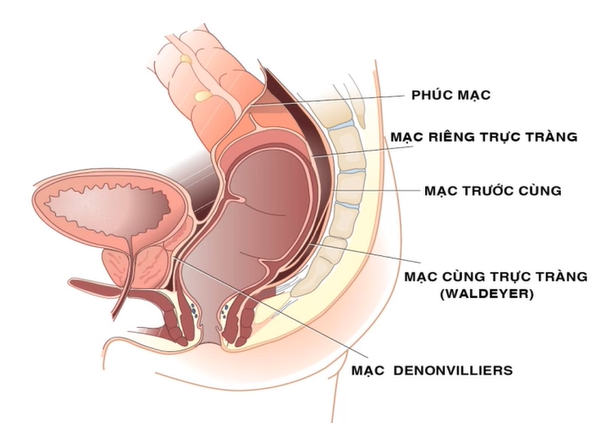 PHÚC MẠC
MẠC RIÊNG TRỰC TRÀNG
MẠC TRƯỚC CÙNG
MẠC CÙNG TRỰC TRÀNG
(WALDEYER)
MẠC DENONVILLIERS